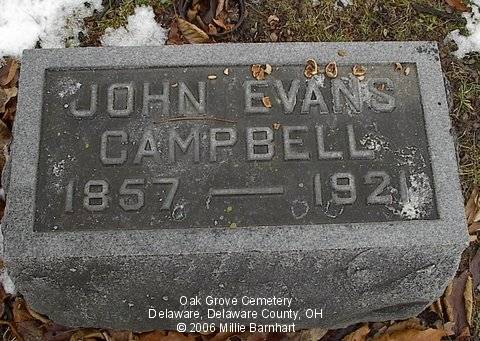 JOHN EVANS
CAMPBELL
1857 — 1921
Oak Grove Cemetery
Delaware, Delaware County, OH
© 2006 Millie Barnhart